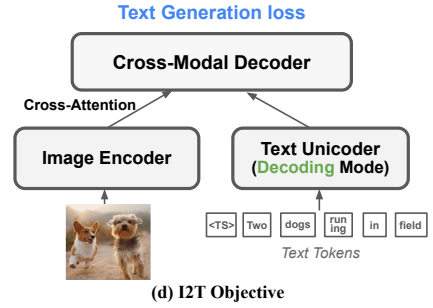 Text Generation loss
Cross-Modal Decoder
Cross-Attention
Image Encoder
Text Unicoder
(Decoding Mode)
<TS> Two dogs run
ing in field
Text Tokens
(d) I2T Objective